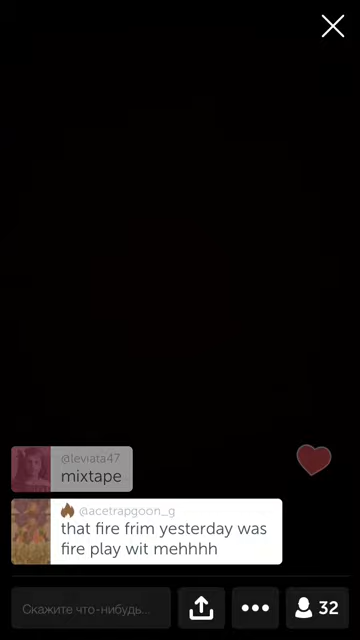 @leviata47
mixtape
@acetrapgoon_g
that fire frim yesterday was
fire play wit mehhhh
Скажите что-нибудь...
32